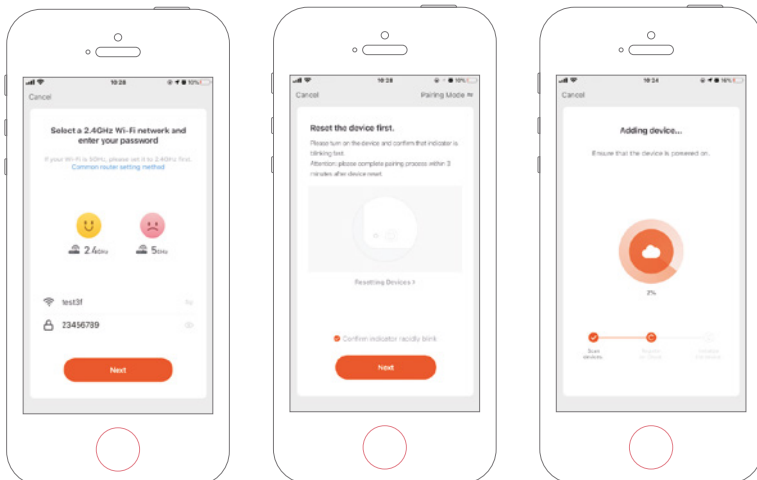 10:28
10%
Cancel
Select a 2.4GHz Wi-Fi network and
enter your password
If your Wi-Fi is 5GHz, please set it to 2.4GHz first.
Common router setting method
2.4GHz
5GHz
test3f
23456789
Next
10:28
10%
Cancel
Pairing Mode
Reset the device first.
Please turn on the device and confirm that indicator is
blinking fast.
Attention: please complete pairing process within 3
minutes after device reset.
Resetting Devices >
Confirm indicator rapidly blink
Next
10:24
Cancel
Adding device...
Ensure that the device is powered on.
2%
Scan
devices.